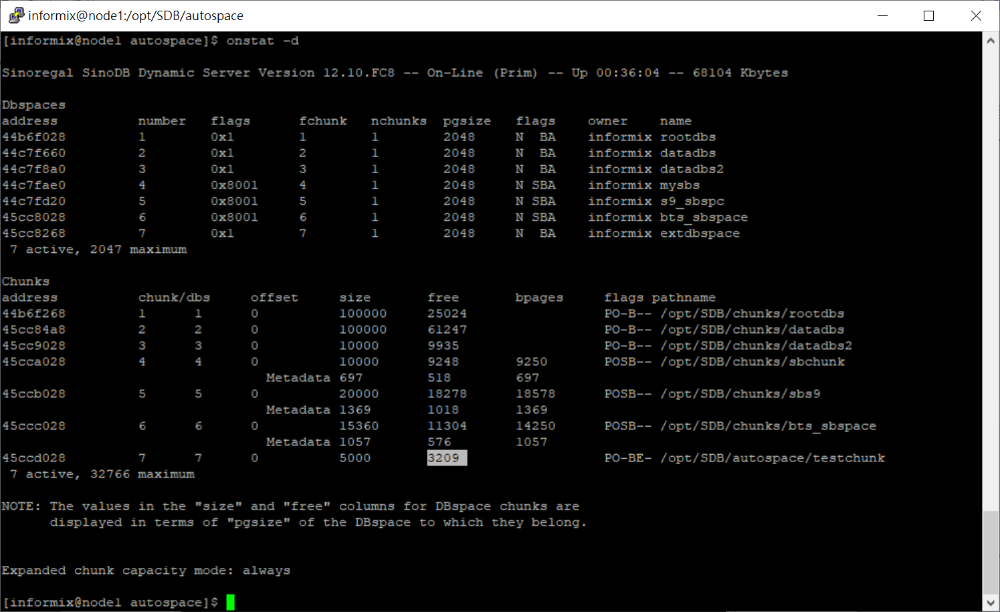 informix@node1:/opt/SDB/autospace
[informix@node1 autospace]$ onstat -d
Sinoregal SinoDB Dynamic Server Version 12.10.FC8 -- On-Line (Prim) -- Up 00:36:04 -- 68104 Kbytes
Dbspaces
address number flags fchunk nchunks pgsize flags owner name
44b6f028 1 0x1 1 1 2048 N BA informix rootdbs
44c7f660 2 0x1 2 1 2048 N BA informix datadbs
44c7f8a0 3 0x1 3 1 2048 N BA informix datadbs2
44c7fae0 4 0x8001 4 1 2048 N SBA informix mysbs
44c7fd20 5 0x8001 5 1 2048 N SBA informix s9_sbspc
45cc8028 6 0x8001 6 1 2048 N SBA informix bts_sbspace
45cc8268 7 0x1 7 1 2048 N BA informix extdbspace
7 active, 2047 maximum
Chunks
address chunk/dbs offset size free bpages flags pathname
44b6f268 1 1 0 100000 25024 PO-B-- /opt/SDB/chunks/rootdbs
45cc84a8 2 2 0 100000 61247 PO-B-- /opt/SDB/chunks/datadbs
45cc9028 3 3 0 10000 9935 PO-B-- /opt/SDB/chunks/datadbs2
45cca028 4 4 0 10000 9248 9250 POSB-- /opt/SDB/chunks/sbchunk
Metadata 697 518 697
45ccb028 5 5 0 20000 18278 18578 POSB-- /opt/SDB/chunks/sbs9
Metadata 1369 1018 1369
45ccc028 6 6 0 15360 11304 14250 POSB-- /opt/SDB/chunks/bts_sbspace
Metadata 1057 576 1057
45ccd028 7 7 0 5000 3209 PO-BE- /opt/SDB/autospace/testchunk
7 active, 32766 maximum
NOTE: The values in the "size" and "free" columns for DBspace chunks are
displayed in terms of "pgsize" of the DBspace to which they belong.
Expanded chunk capacity mode: always
[informix@node1 autospace]$